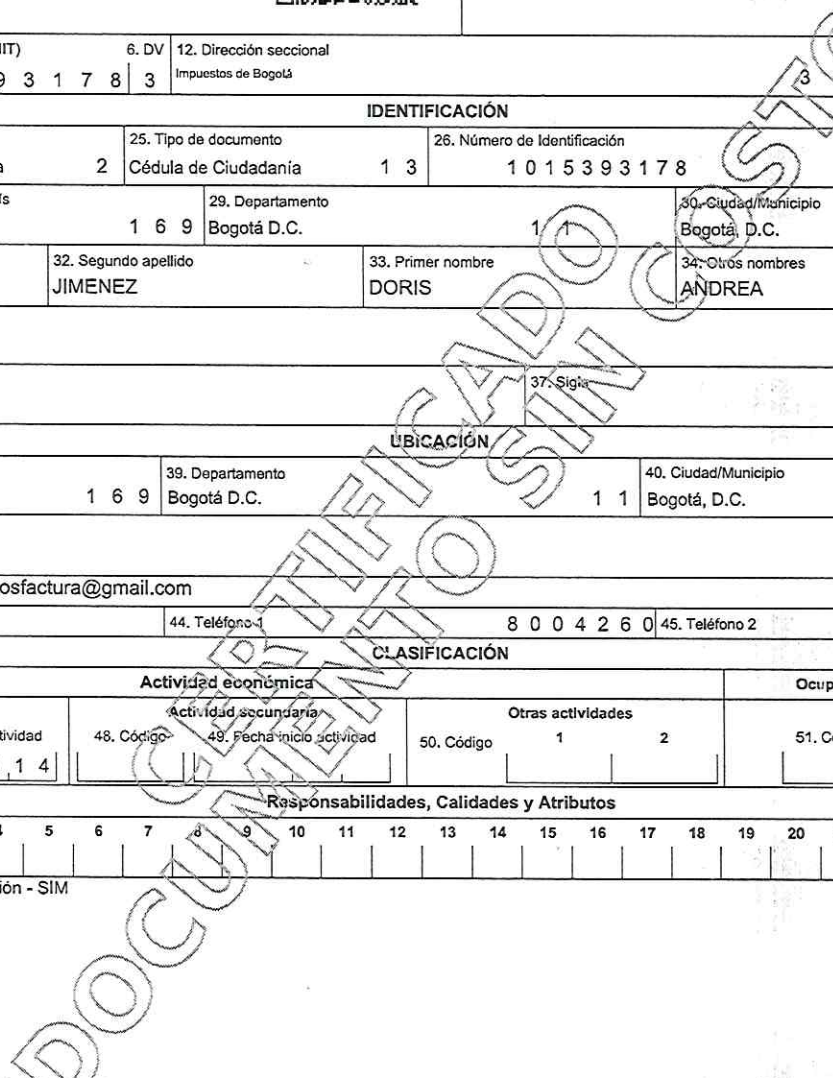 IIT) 6. DV 12. Dirección seccional
9 3 1 7 8 3 Impuestos de Bogotá 3
IDENTIFICACIÓN
25. Tipo de documento 26. Número de Identificación
a 2 Cédula de Ciudadanía 1 3 1 0 1 5 3 9 3 1 7 8
ís 29. Departamento 30. Ciudad/Municipio
1 6 9 Bogotá D.C. 1 1 Bogotá, D.C.
32. Segundo apellido 33. Primer nombre 34. Otros nombres
JIMENEZ DORIS ANDREA
37. Sigla
UBICACIÓN
39. Departamento 40. Ciudad/Municipio
1 6 9 Bogotá D.C. 1 1 Bogotá, D.C.
osfactura@gmail.com
44. Teléfono 1 8 0 0 4 2 6 0 45. Teléfono 2
CLASIFICACIÓN
Actividad económica Ocup
Actividad secundaria Otras actividades
tividad 48. Código 49. Fecha inicio actividad 50. Código 1 2 51. C
1 4
Responsabilidades, Calidades y Atributos
4 5 6 7 8 9 10 11 12 13 14 15 16 17 18 19 20
ión - SIM
CERTIFICADO
DOCUMENTO SIN COSTO